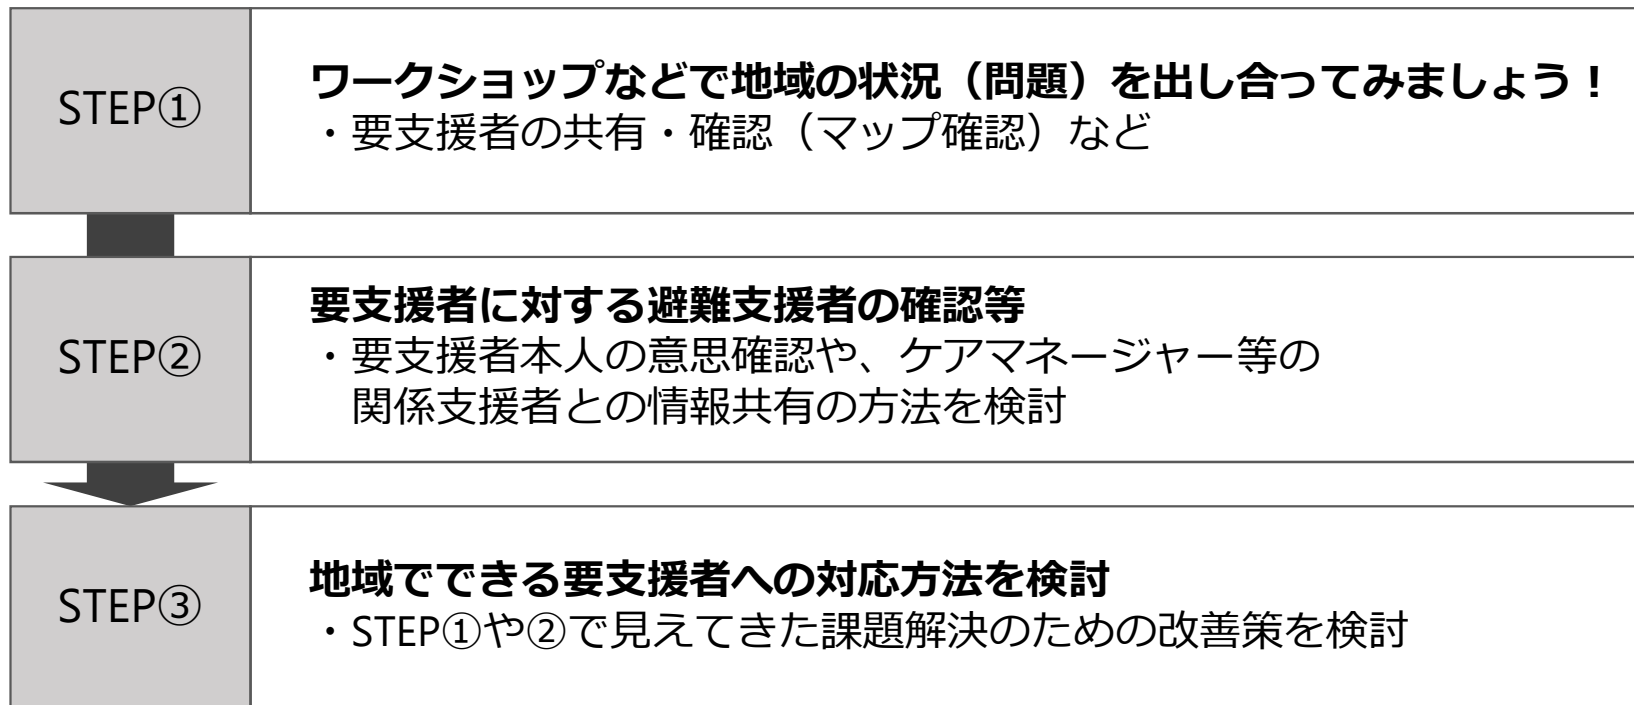 STEP①
ワークショップなどで地域の状況（問題）を出し合ってみましょう！
・要支援者の共有・確認（マップ確認）など
STEP②
要支援者に対する避難支援者の確認等
・要支援者本人の意思確認や、ケアマネージャー等の
関係支援者との情報共有の方法を検討
STEP③
地域でできる要支援者への対応方法を検討
・STEP①や②で見えてきた課題解決のための改善策を検討